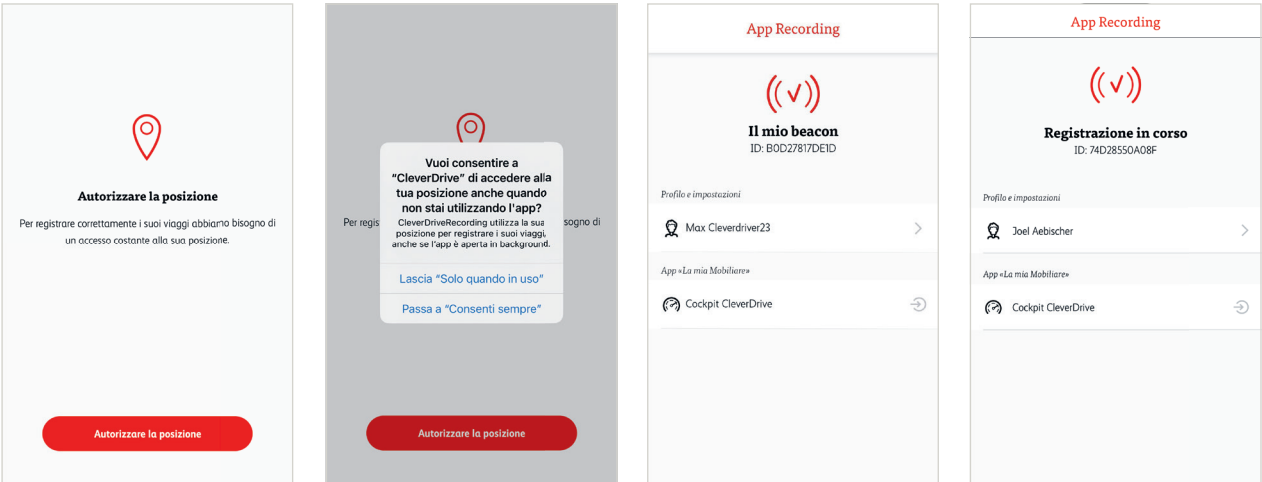 Autorizzare la posizione
Per registrare correttamente i suoi viaggi abbiamo bisogno di
un accesso costante alla sua posizione.
Autorizzare la posizione
Vuoi consentire a
“CleverDrive” di accedere alla
tua posizione anche quando
non stai utilizzando l'app?
CleverDriveRecording utilizza la sua
posizione per registrare i suoi viaggi,
anche se l'app è aperta in background.
Per regis
sogno di
Lascia “Solo quando in uso”
Passa a “Consenti sempre”
Autorizzare la posizione
App Recording
Il mio beacon
ID: B0D27817DE1D
Profilo e impostazioni
Max Cleverdriver23
App «La mia Mobiliare»
Cockpit CleverDrive
App Recording
Registrazione in corso
ID: 74D28550A08F
Profilo e impostazioni
Joel Aebischer
App «La mia Mobiliare»
Cockpit CleverDrive